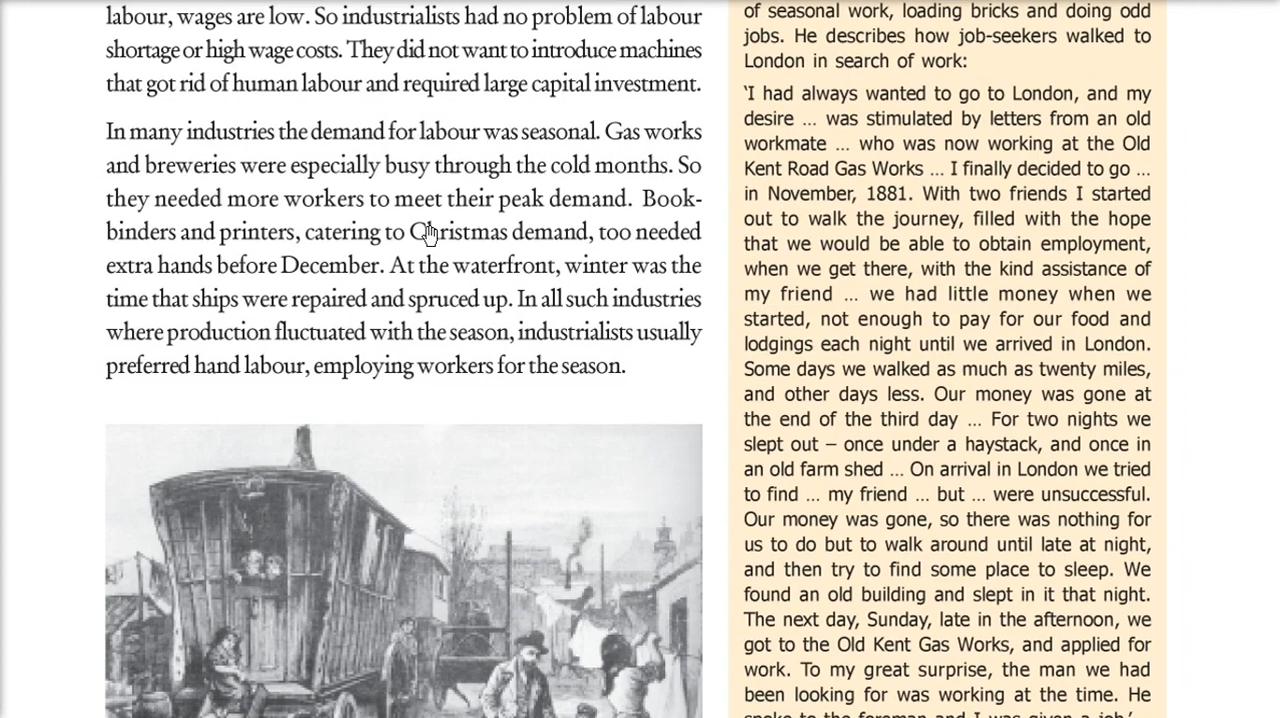 labour, wages are low. So industrialists had no problem of labour
shortage or high wage costs. They did not want to introduce machines
that got rid of human labour and required large capital investment.
In many industries the demand for labour was seasonal. Gas works
and breweries were especially busy through the cold months. So
they needed more workers to meet their peak demand. Book-
binders and printers, catering to Christmas demand, too needed
extra hands before December. At the waterfront, winter was the
time that ships were repaired and spruced up. In all such industries
where production fluctuated with the season, industrialists usually
preferred hand labour, employing workers for the season.
of seasonal work, loading bricks and doing odd
jobs. He describes how job-seekers walked to
London in search of work:
‘I had always wanted to go to London, and my
desire … was stimulated by letters from an old
workmate … who was now working at the Old
Kent Road Gas Works … I finally decided to go …
in November, 1881. With two friends I started
out to walk the journey, filled with the hope
that we would be able to obtain employment,
when we get there, with the kind assistance of
my friend … we had little money when we
started, not enough to pay for our food and
lodgings each night until we arrived in London.
Some days we walked as much as twenty miles,
and other days less. Our money was gone at
the end of the third day … For two nights we
slept out – once under a haystack, and once in
an old farm shed … On arrival in London we tried
to find … my friend … but … were unsuccessful.
Our money was gone, so there was nothing for
us to do but to walk around until late at night,
and then try to find some place to sleep. We
found an old building and slept in it that night.
The next day, Sunday, late in the afternoon, we
got to the Old Kent Gas Works, and applied for
work. To my great surprise, the man we had
been looking for was working at the time. He
spoke to the foreman and I was given a job.’